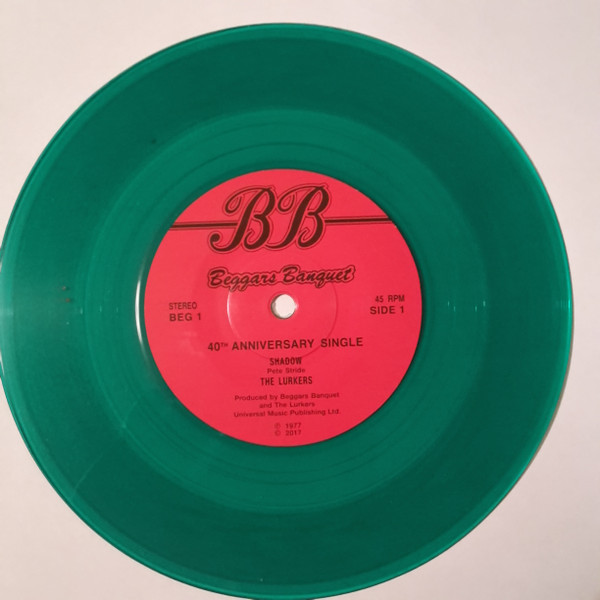 BB
Beggars Banquet
STEREO
BEG 1
45 RPM
SIDE 1
40TH ANNIVERSARY SINGLE
SHADOW
Pete Stride
THE LURKERS
Produced by Beggars Banquet
and The Lurkers
Universal Music Publishing Ltd.
℗ 1977
© 2011